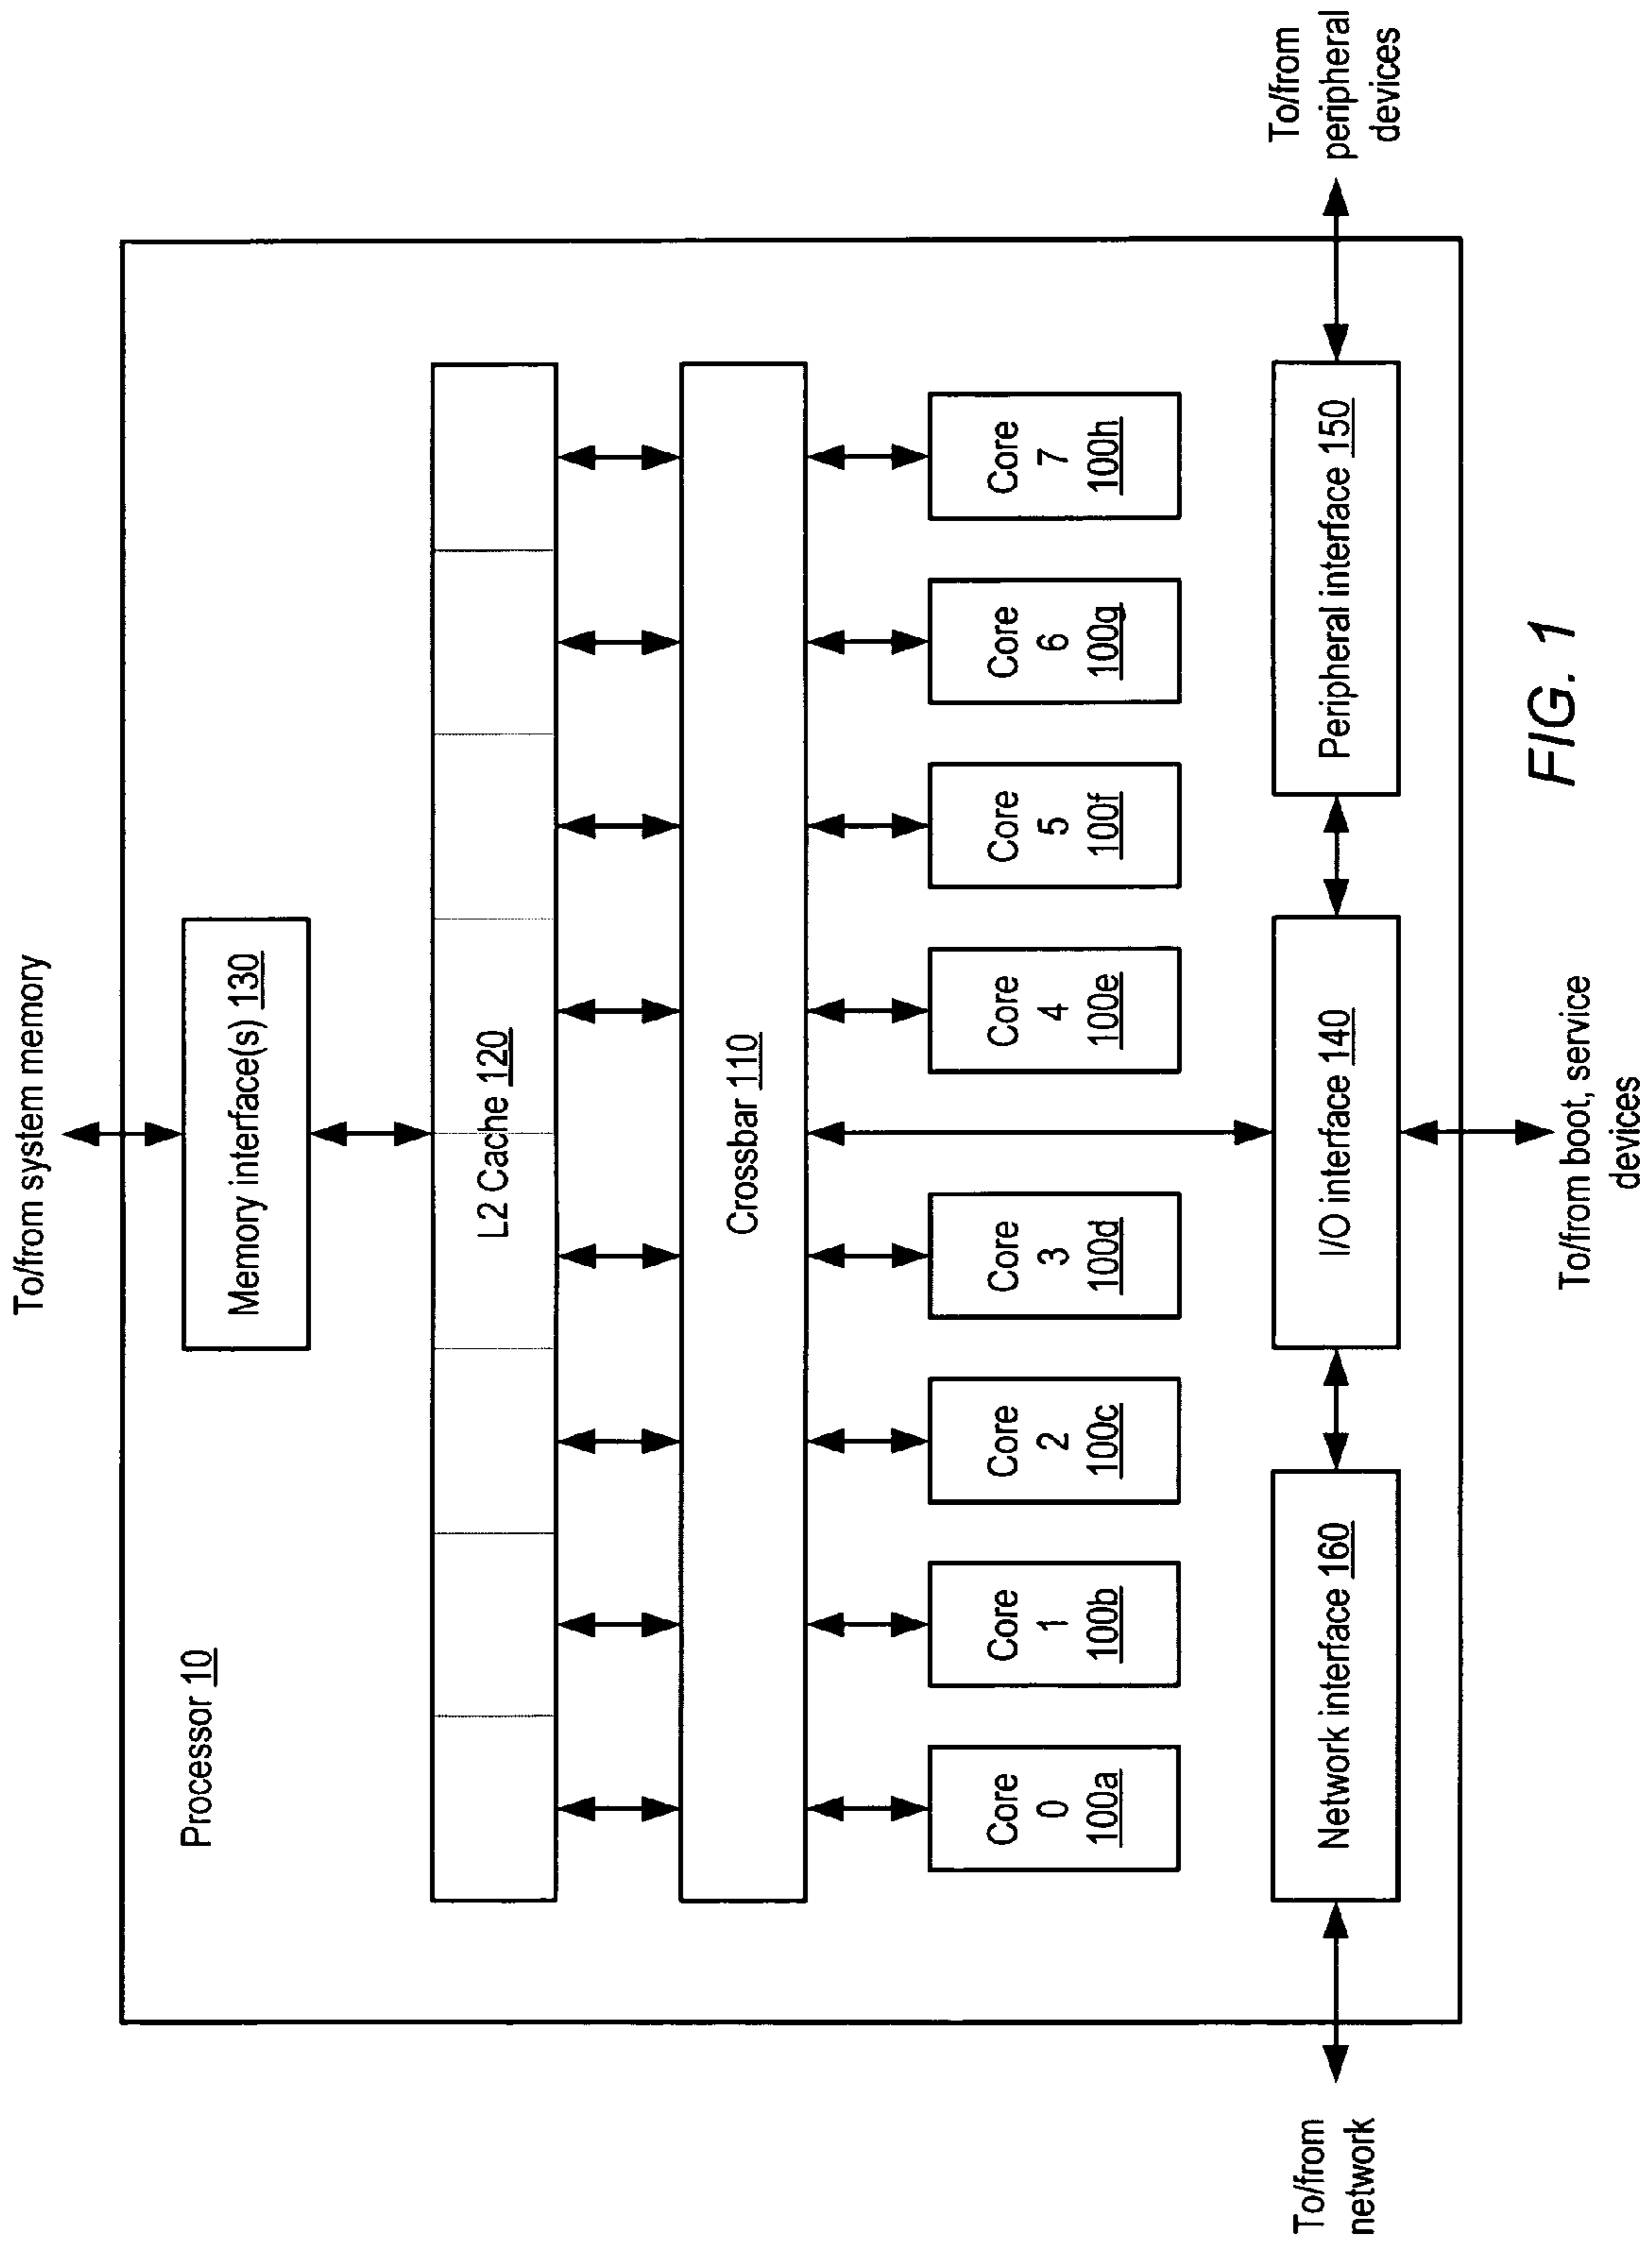 To/from system memory
Processor 10
Memory interface(s) 130
L2 Cache 120
Crossbar 110
Core
0
100a
Core
1
100b
Core
2
100c
Core
3
100d
Core
4
100e
Core
5
100f
Core
6
100g
Core
7
100h
Network interface 160
I/O interface 140
Peripheral interface 150
To/from
network
To/from boot, service
devices
To/from
peripheral
devices
FIG. 1